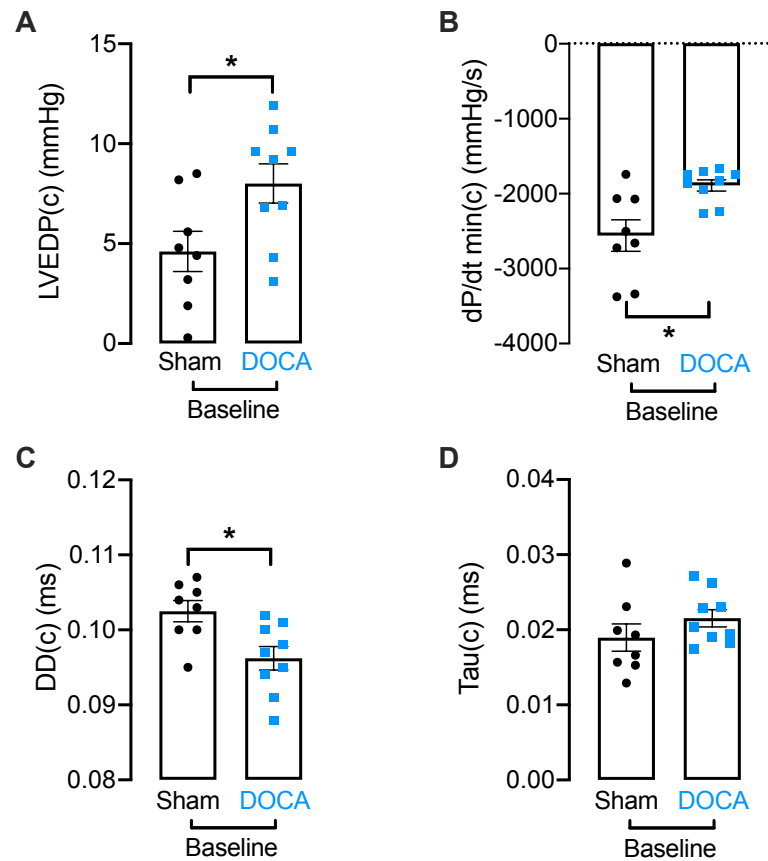 A
LVEDP(c) (mmHg)
15
10
5
0
*
Sham DOCA
Baseline
B
dP/dt min(c) (mmHg/s)
0
-1000
-2000
-3000
-4000
*
Sham DOCA
Baseline
C
DD(c) (ms)
0.12
0.11
0.10
0.09
0.08
*
Sham DOCA
Baseline
D
Tau(c) (ms)
0.04
0.03
0.02
0.01
0.00
Sham DOCA
Baseline